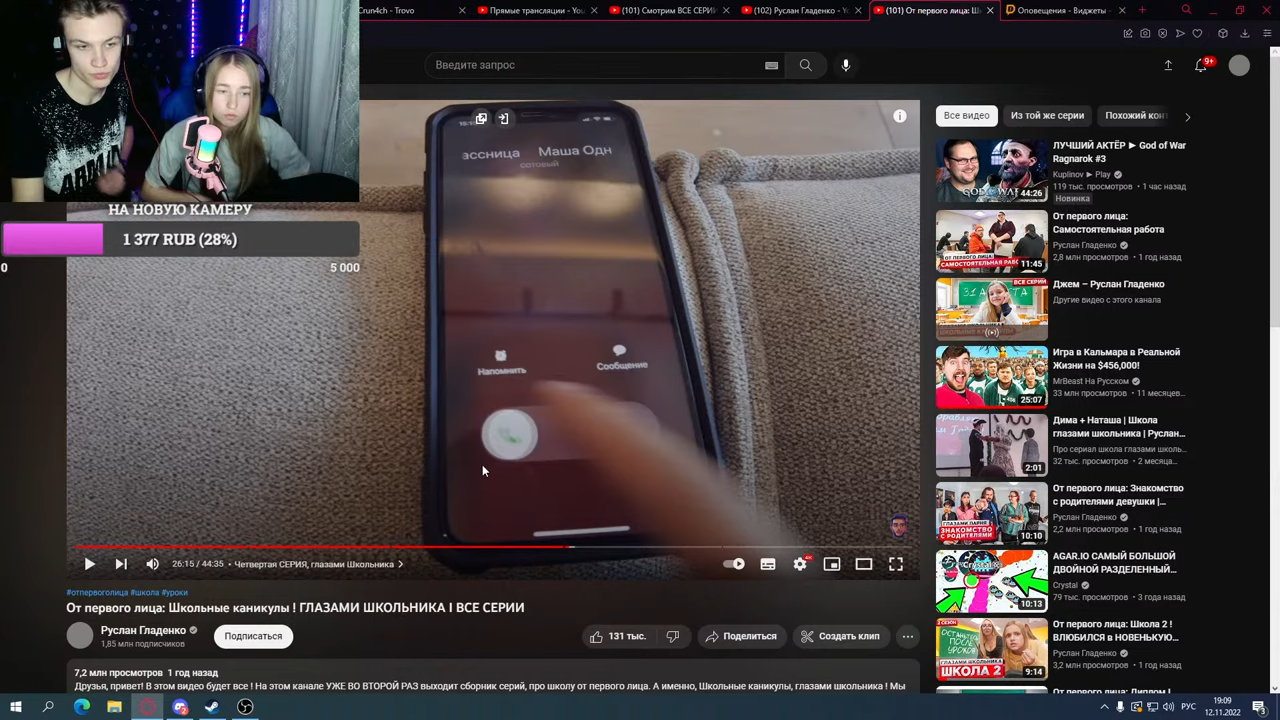 Crun4ch - Trovo
Прямые трансляции - You
(101) Смотрим ВСЕ СЕРИИ
(102) Руслан Гладенко - Yo
(101) От первого лица: Ш
Оповещения - Виджеты -
Введите запрос
9+
НА НОВУЮ КАМЕРУ
1 377 RUB (28%)
0
5 000
ассница Маша Одн
сотовый
Напомнить
Сообщение
26:15 / 44:35 • Четвертая СЕРИЯ, глазами Школьника
4K
#отпервоголица #школа #уроки
От первого лица: Школьные каникулы ! ГЛАЗАМИ ШКОЛЬНИКА I ВСЕ СЕРИИ
Руслан Гладенко
1,85 млн подписчиков
Подписаться
131 тыс.
Поделиться
Создать клип
7,2 млн просмотров 1 год назад
Друзья, привет! В этом видео будет все ! На этом канале УЖЕ ВО ВТОРОЙ РАЗ выходит сборник серий, про школу от первого лица. А именно, Школьные каникулы, глазами школьника ! Мы
Все видео
Из той же серии
Похожий конт
ЛУЧШИЙ АКТЁР ► God of War
Ragnarok #3
Kuplinov ► Play
119 тыс. просмотров • 1 час назад
Новинка
44:26
От первого лица:
Самостоятельная работа
Руслан Гладенко
2,8 млн просмотров • 1 год назад
11:45
Джем – Руслан Гладенко
Другие видео с этого канала
Игра в Кальмара в Реальной
Жизни на $456,000!
MrBeast На Русском
33 млн просмотров • 11 месяцев...
25:07
Дима + Наташа | Школа
глазами школьника | Руслан...
Про сериал школа глазами школь...
32 тыс. просмотров • 2 месяца...
2:01
От первого лица: Знакомство
с родителями девушки |...
Руслан Гладенко
2,2 млн просмотров • 1 год назад
10:10
AGAR.IO САМЫЙ БОЛЬШОЙ
ДВОЙНОЙ РАЗДЕЛЕННЫЙ...
Crystal
79 тыс. просмотров • 3 года назад
10:13
От первого лица: Школа 2 !
ВЛЮБИЛСЯ в НОВЕНЬКУЮ...
Руслан Гладенко
3,2 млн просмотров • 1 год назад
9:14
От первого лица: Диплом I
РУС
19:09
12.11.2022
3